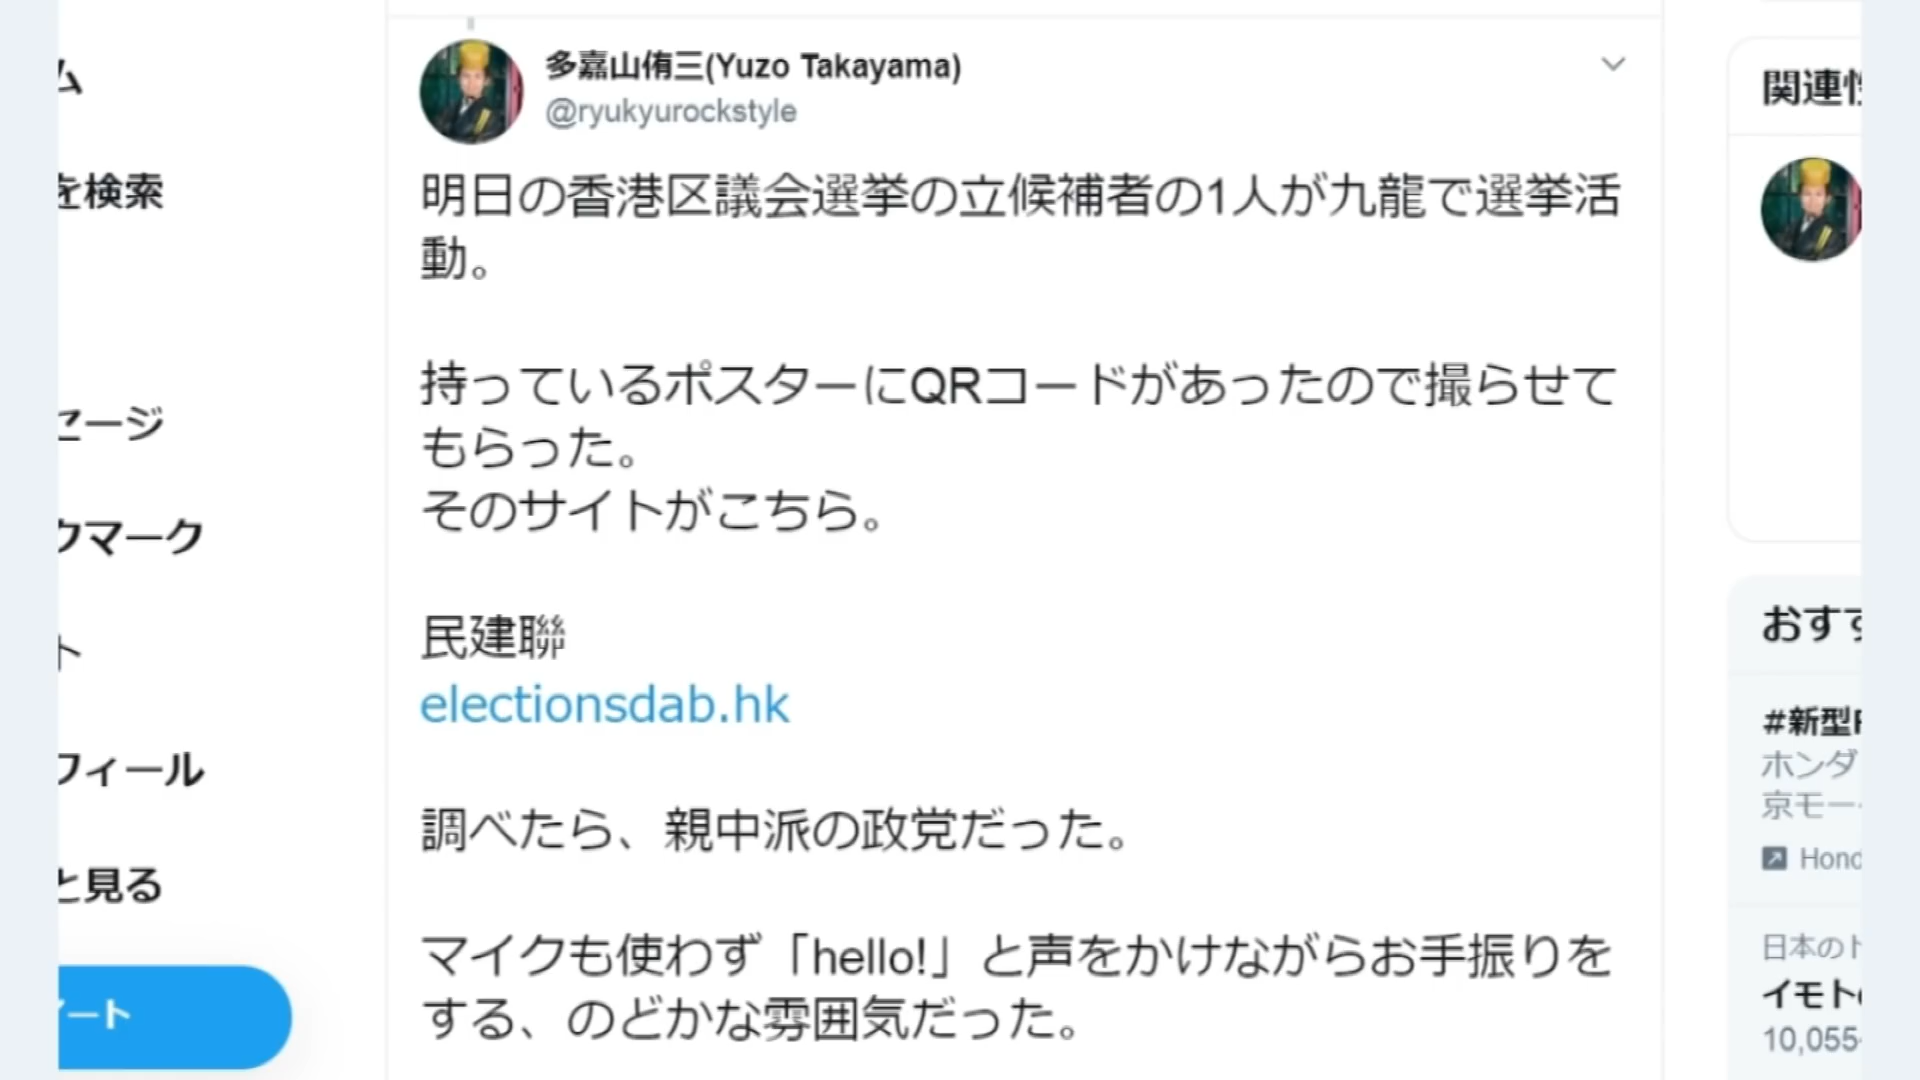 ム
を検索
セージ
クマーク
ト
フィール
と見る
ート
多嘉山侑三(Yuzo Takayama)
@ryukyurockstyle
明日の香港区議会選挙の立候補者の1人が九龍で選挙活
動。
持っているポスターにQRコードがあったので撮らせて
もらった。
そのサイトがこちら。
民建聯
electionsdab.hk
調べたら、親中派の政党だった。
マイクも使わず「hello!」と声をかけながらお手振りを
する、のどかな雰囲気だった。
関連性
おすす
#新型F
ホンダ
京モー
Hond
日本のト
イモト
10,055